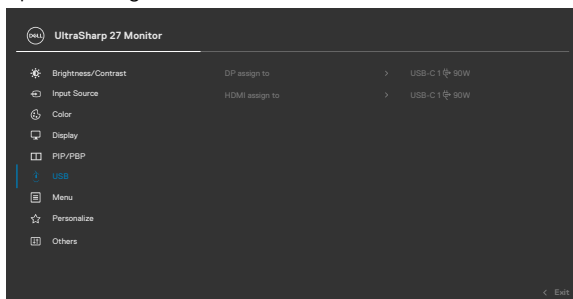 DELL UltraSharp 27 Monitor
Brightness/Contrast DP assign to > USB-C 1 90W
Input Source HDMI assign to > USB-C 1 90W
Color
Display
PIP/PBP
USB
Menu
Personalize
Others
< Exit